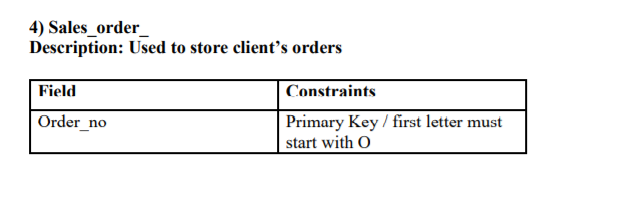 4) Sales_order_
Description: Used to store client’s orders
Field
Constraints
Order_no
Primary Key / first letter must
start with O